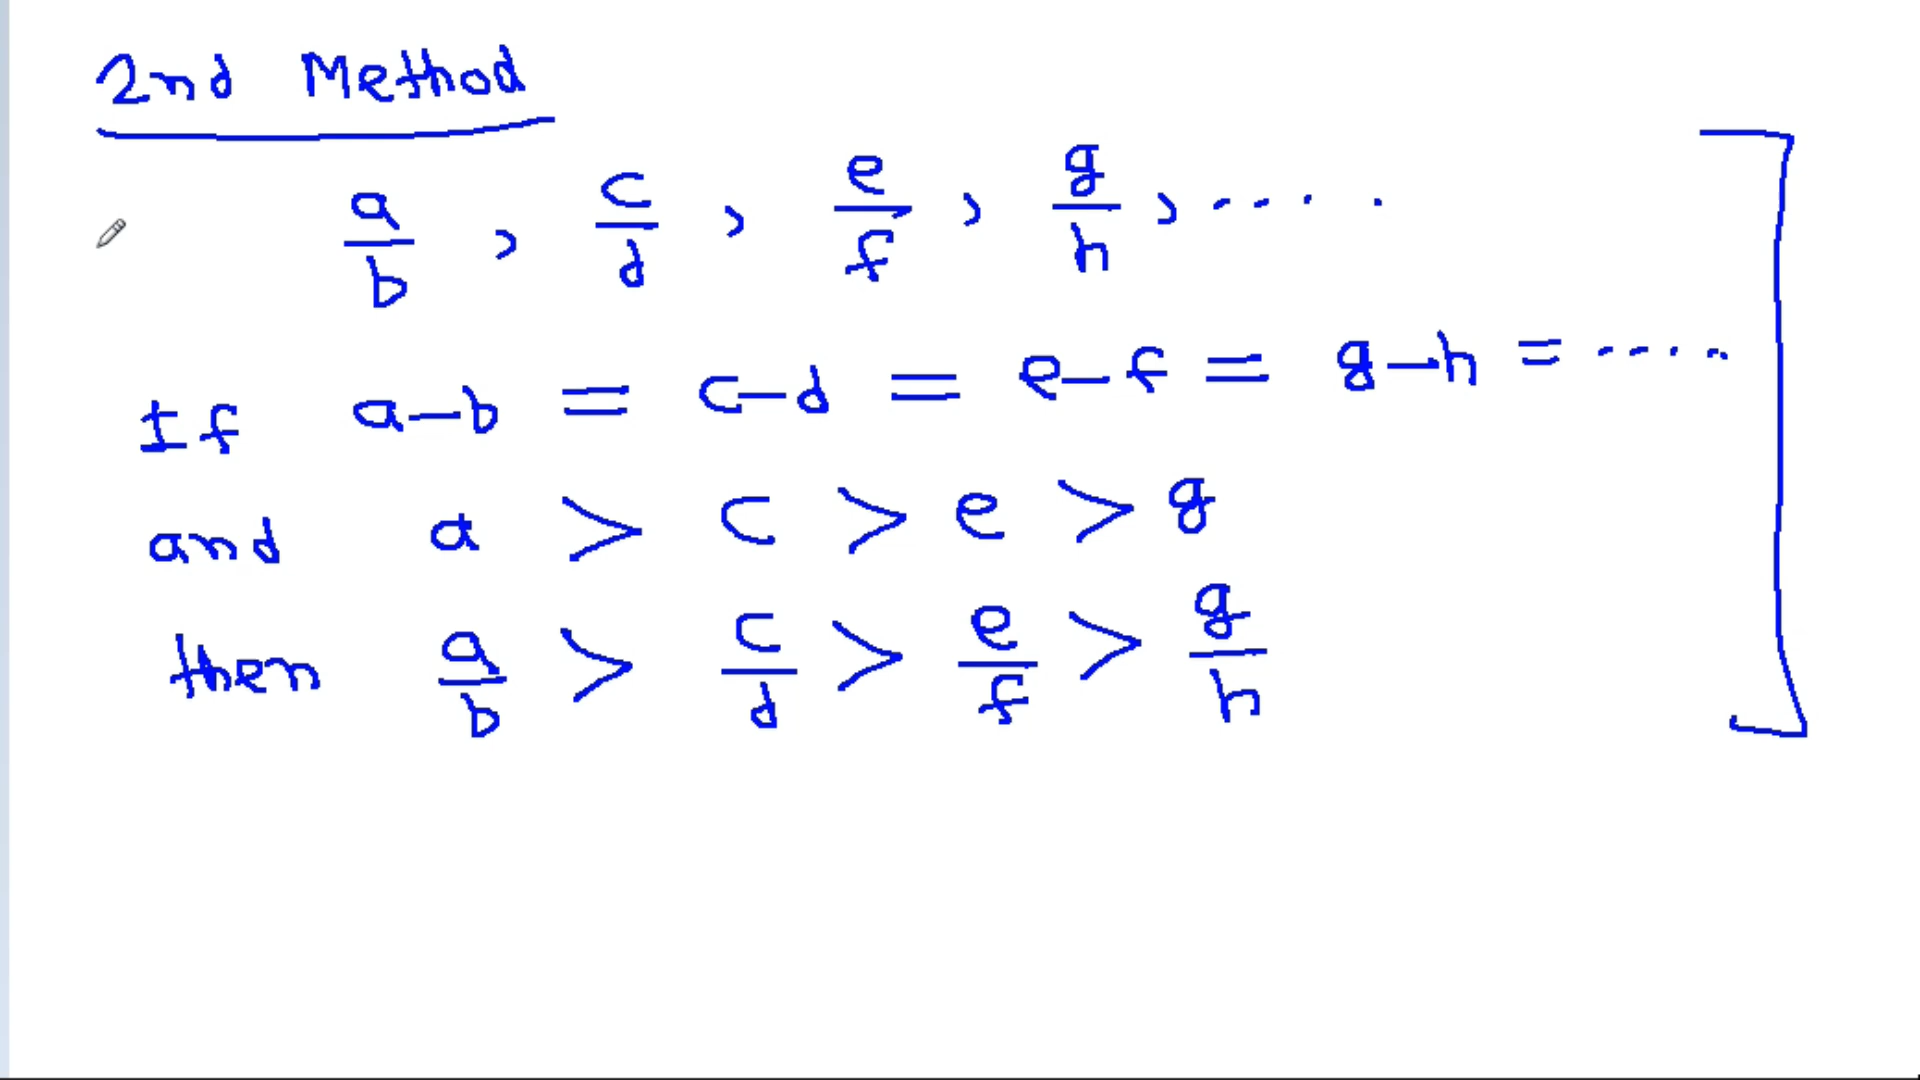 2nd Method
a/b , c/d , e/f , g/h , .....
If a-b = c-d = e-f = g-h = .....
and a > c > e > g
then a/b > c/d > e/f > g/h